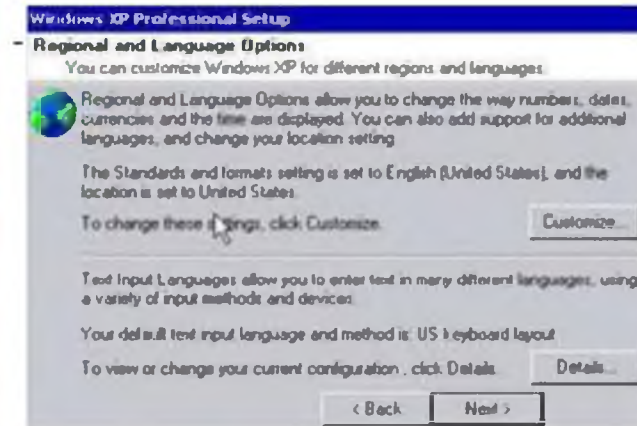 Windows XP Professional Setup
Regional and Language Options
You can customize Windows XP for different regions and languages.
Regional and Language Options allow you to change the way numbers, dates,
currencies and the time are displayed. You can also add support for additional
languages, and change your location setting.
The Standards and formats setting is set to English (United States), and the
location is set to United States.
To change these settings, click Customize.
Customize...
Text Input Languages allow you to enter text in many different languages, using
a variety of input methods and devices.
Your default text input language and method is: US keyboard layout
To view or change your current configuration, click Details.
Details...
< Back
Next >